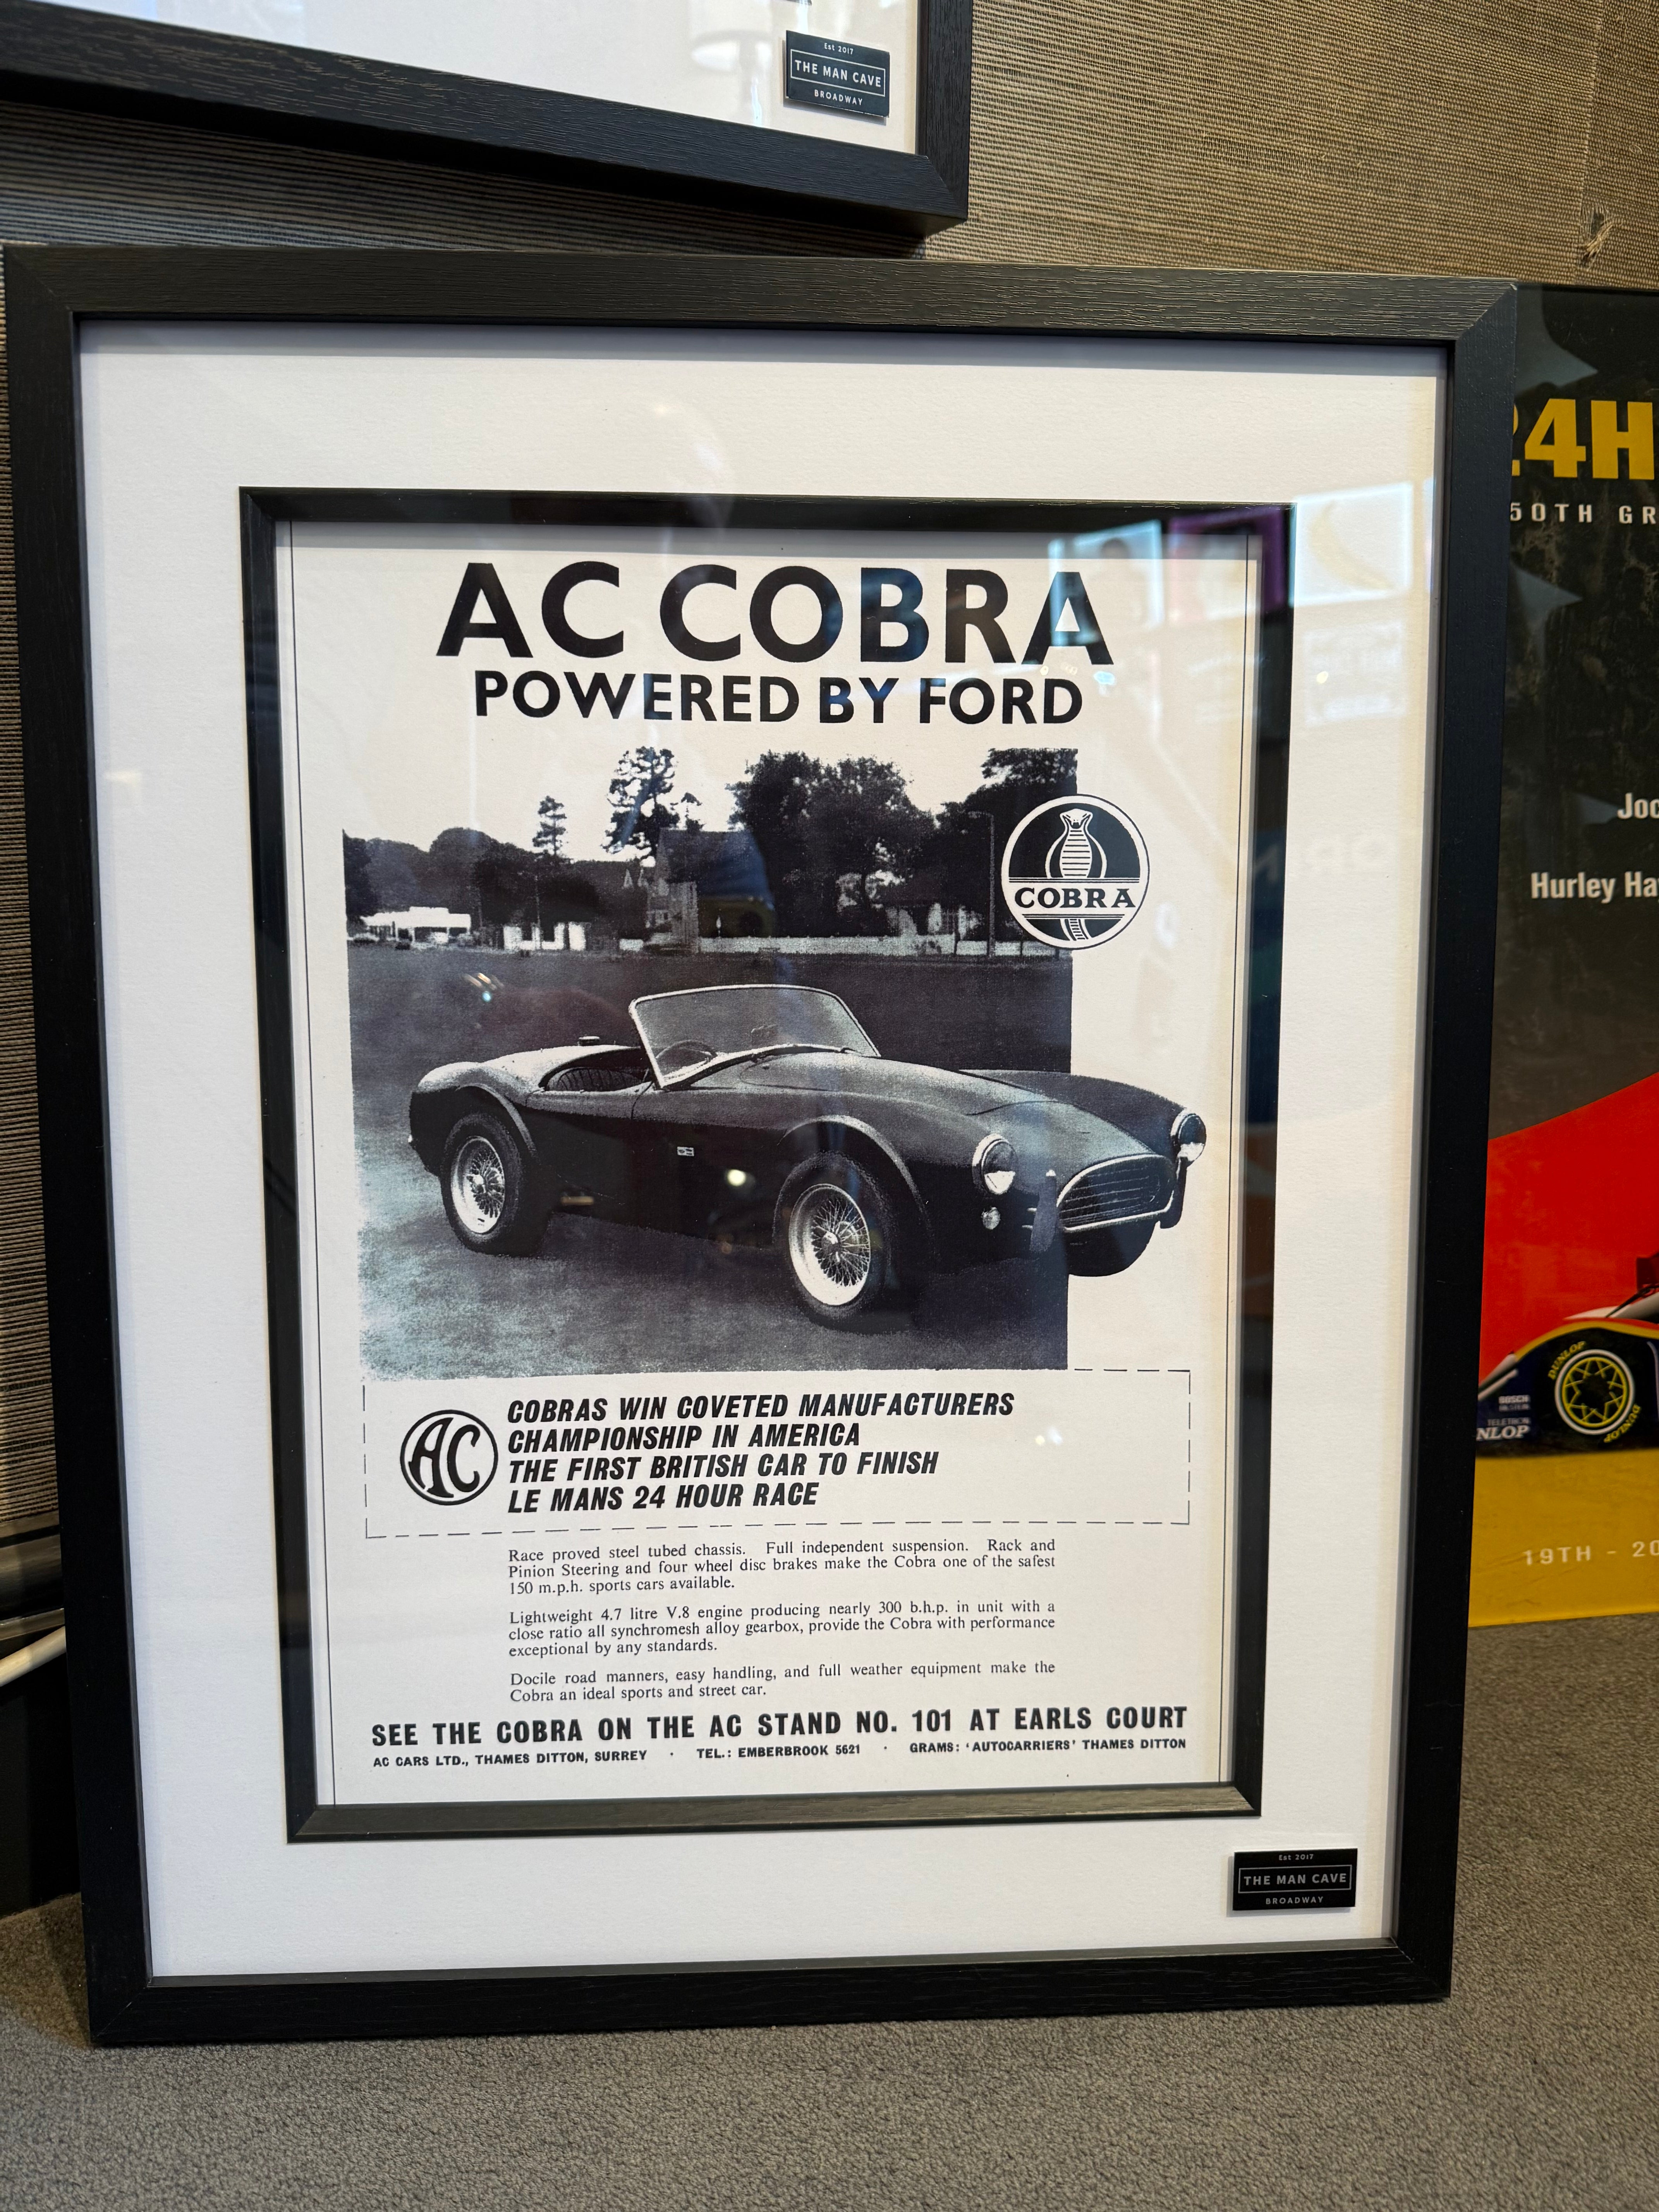 Est 2017
THE MAN CAVE
BROADWAY
AC COBRA
POWERED BY FORD
COBRA
AC
COBRAS WIN COVETED MANUFACTURERS
CHAMPIONSHIP IN AMERICA
THE FIRST BRITISH CAR TO FINISH
LE MANS 24 HOUR RACE
Race proved steel tubed chassis. Full independent suspension. Rack and
Pinion Steering and four wheel disc brakes make the Cobra one of the safest
150 m.p.h. sports cars available.
Lightweight 4.7 litre V.8 engine producing nearly 300 b.h.p. in unit with a
close ratio all synchromesh alloy gearbox, provide the Cobra with performance
exceptional by any standards.
Docile road manners, easy handling, and full weather equipment make the
Cobra an ideal sports and street car.
SEE THE COBRA ON THE AC STAND NO. 101 AT EARLS COURT
AC CARS LTD., THAMES DITTON, SURREY · TEL.: EMBERBROOK 5621 · GRAMS: 'AUTOCARRIERS' THAMES DITTON
Est 2017
THE MAN CAVE
BROADWAY
24H
50TH GR
Joc
Hurley Ha
DUNLOP
DUNLOP
BOSCH
NLOP
19TH - 20